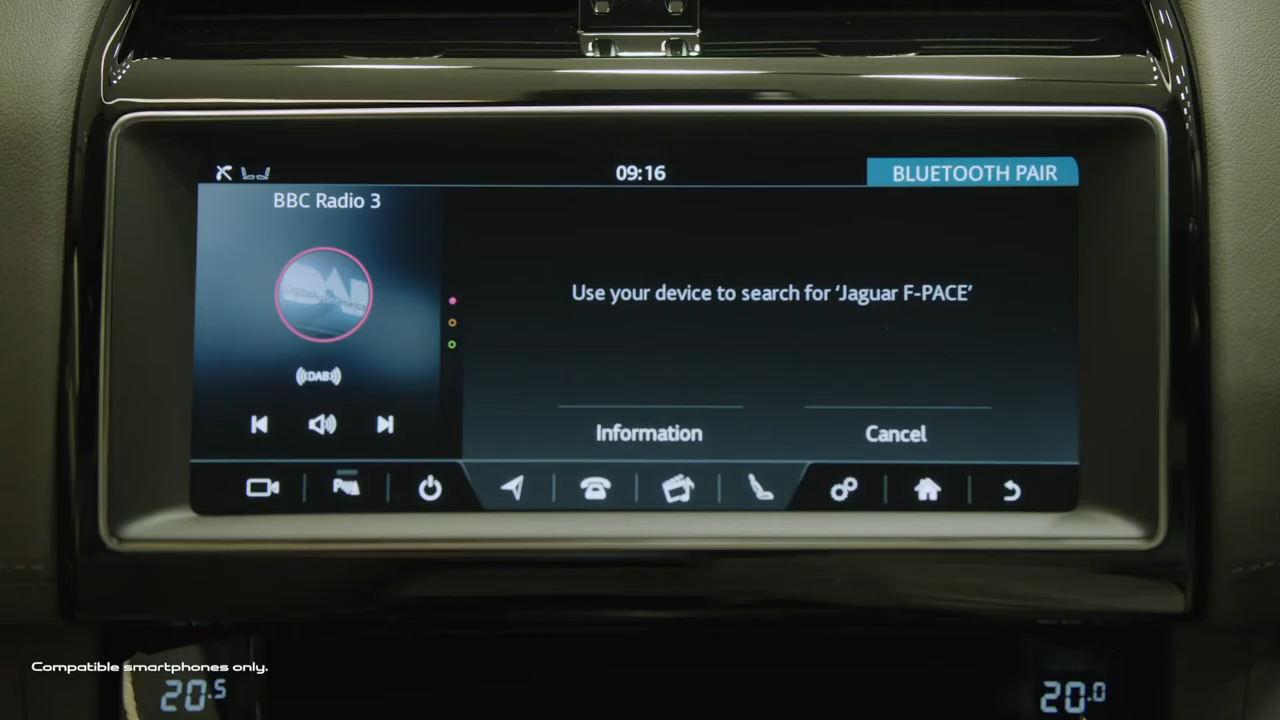 09:16
BLUETOOTH PAIR
BBC Radio 3
Use your device to search for ‘Jaguar F-PACE’
DAB
Information
Cancel
Compatible smartphones only.
20.5
20.0